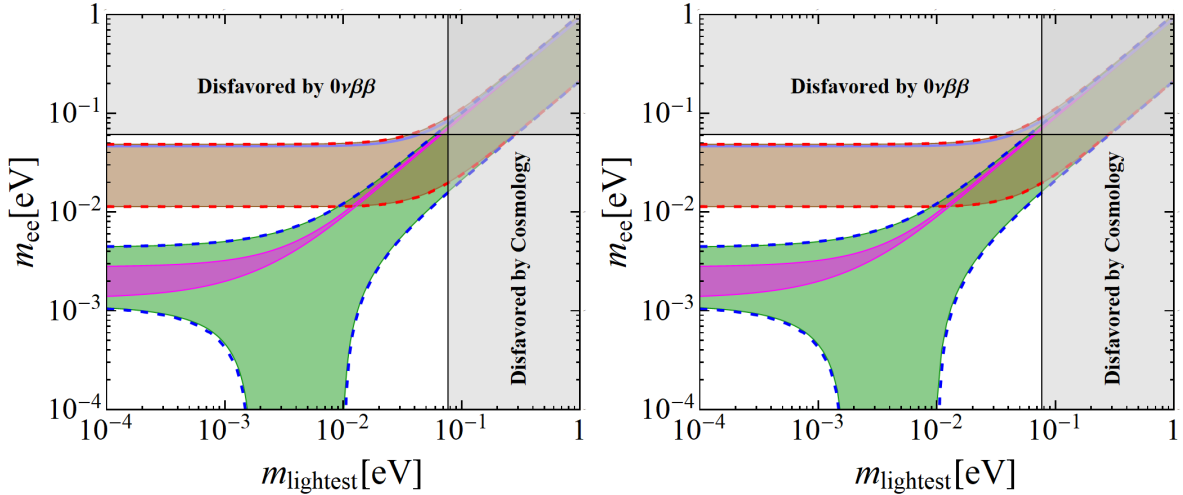 1
Disfavored by 0νββ
10⁻¹
mₑₑ[eV]
10⁻²
Disfavored by Cosmology
10⁻³
10⁻⁴
10⁻⁴ 10⁻³ 10⁻² 10⁻¹ 1
m_lightest[eV]
1
Disfavored by 0νββ
10⁻¹
mₑₑ[eV]
10⁻²
Disfavored by Cosmology
10⁻³
10⁻⁴
10⁻⁴ 10⁻³ 10⁻² 10⁻¹ 1
m_lightest[eV]